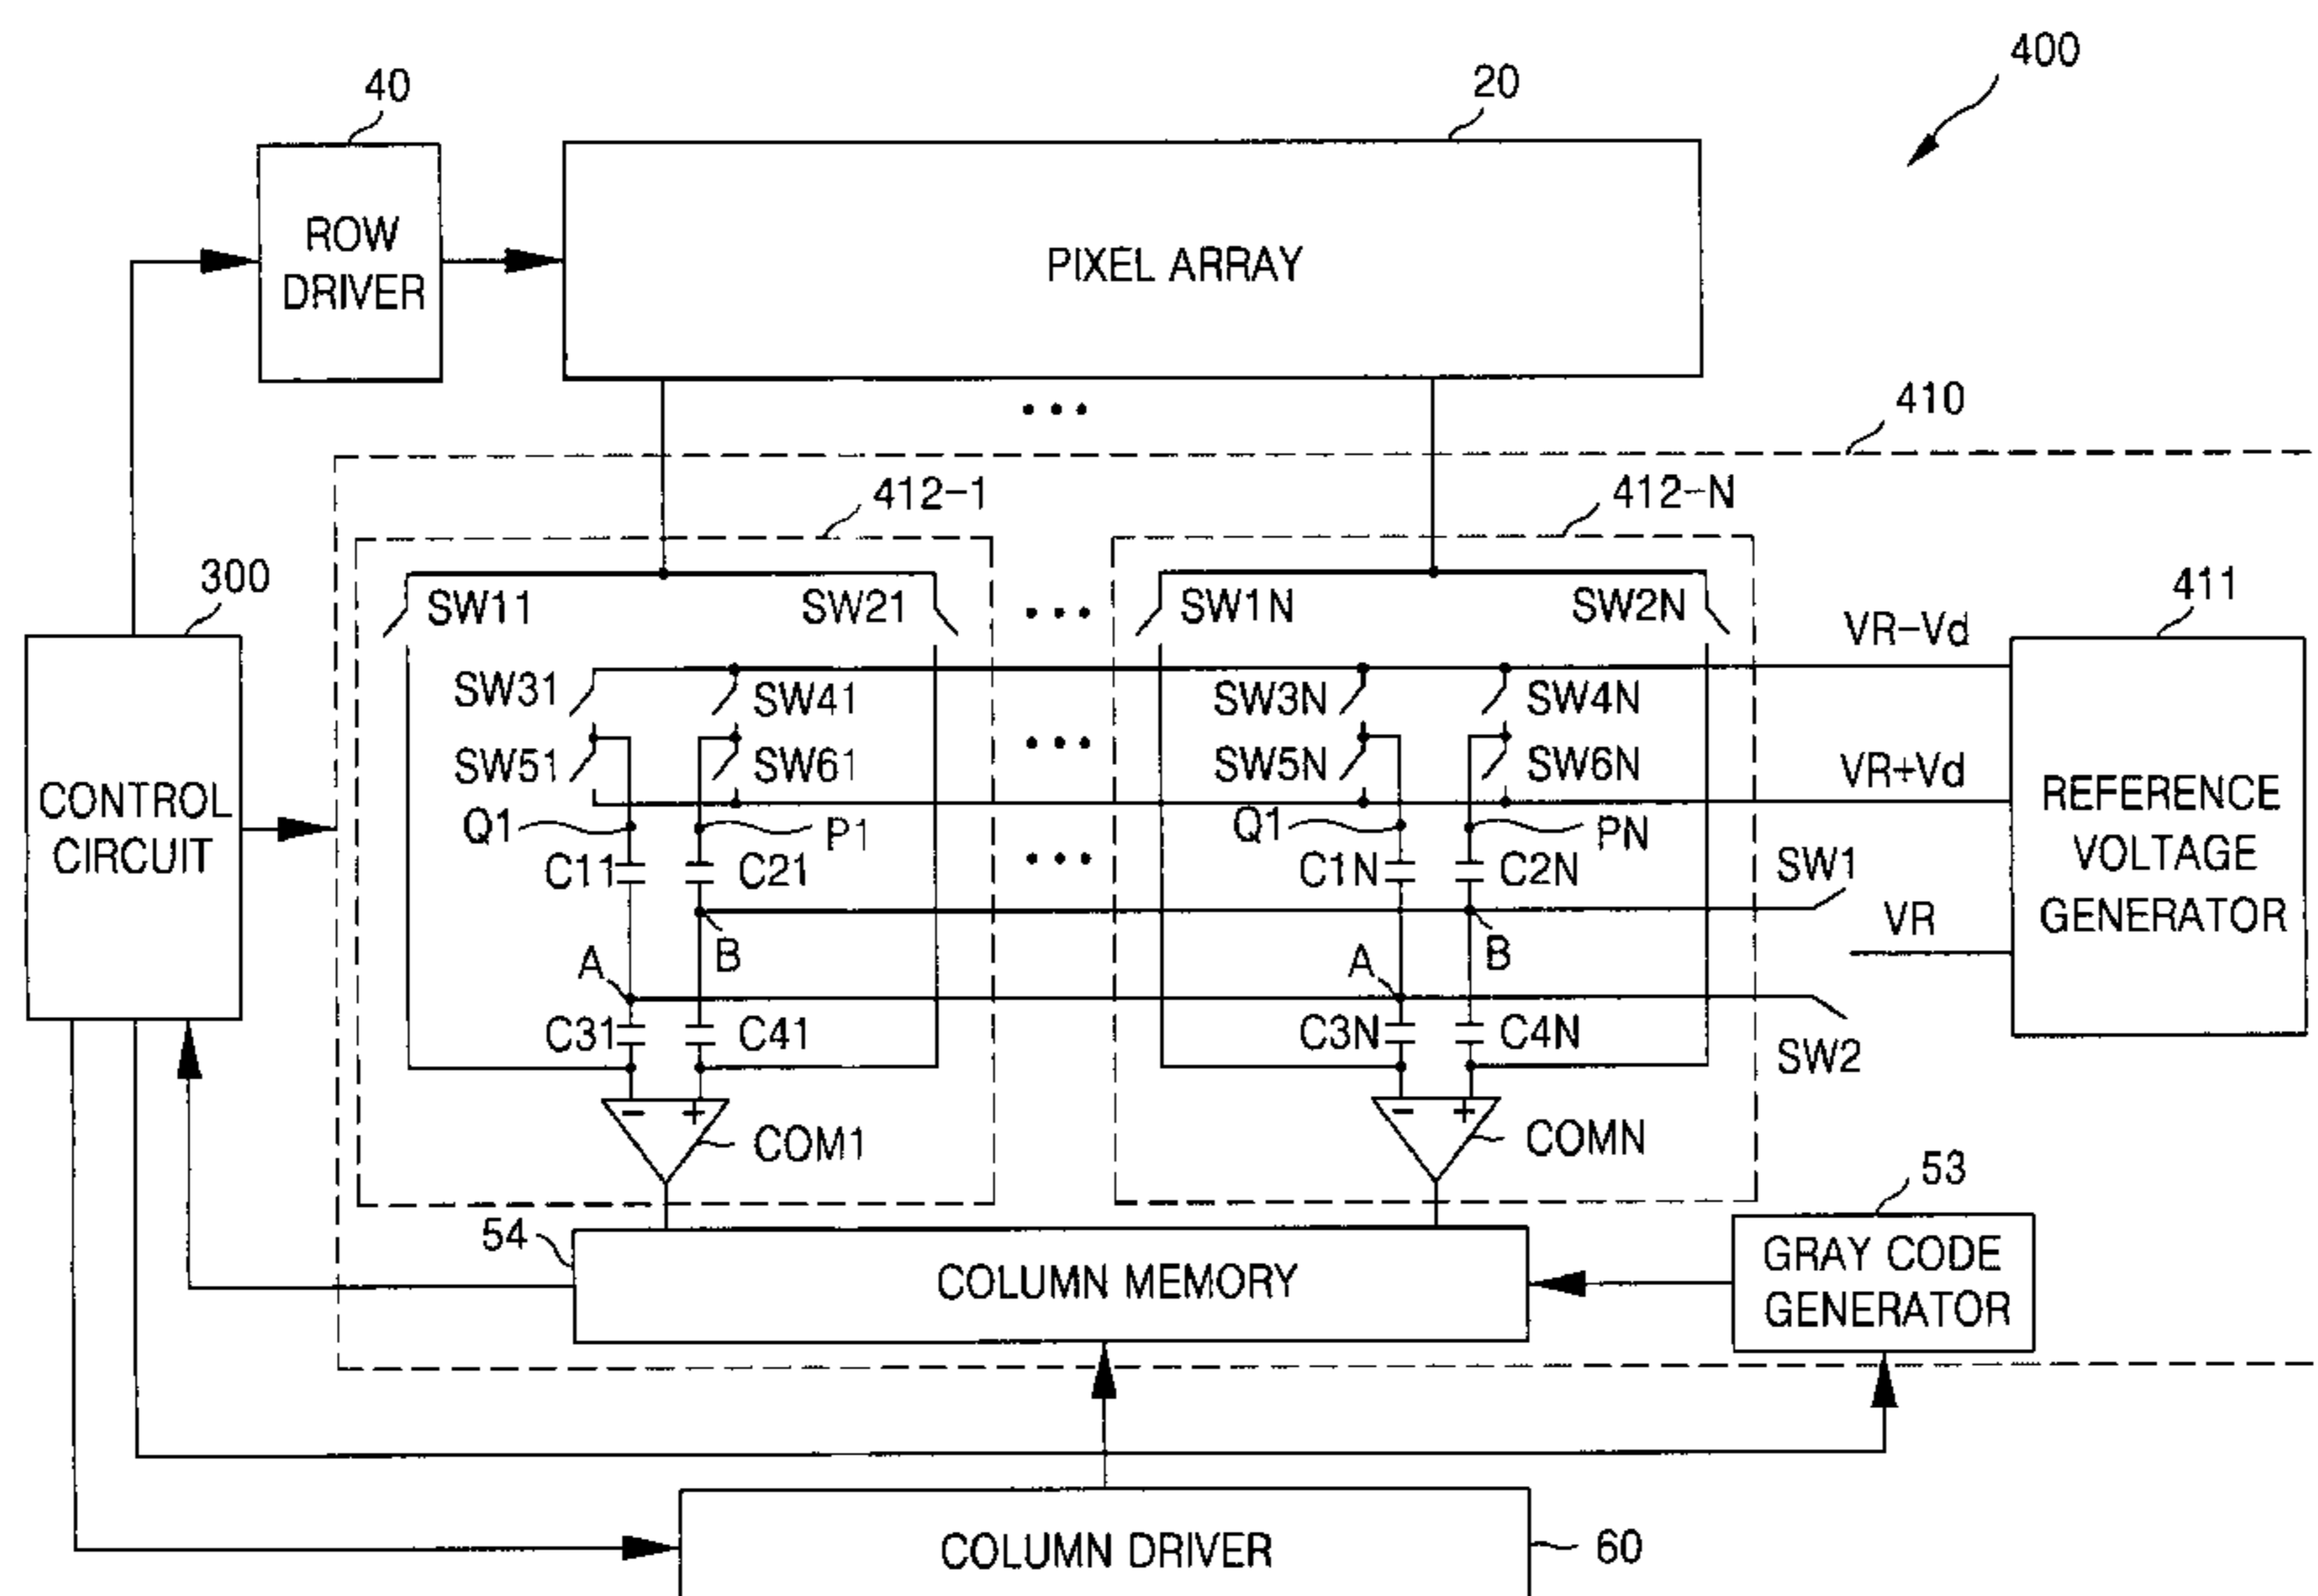 400
40
20
ROW
DRIVER
PIXEL ARRAY
410
412-1
412-N
300
411
SW11
SW21
SW1N
SW2N
VR-Vd
SW31
SW41
SW3N
SW4N
SW51
SW61
SW5N
SW6N
VR+Vd
CONTROL
CIRCUIT
REFERENCE
VOLTAGE
GENERATOR
Q1
P1
Q1
PN
C11
C21
C1N
C2N
SW1
VR
A
B
A
B
C31
C41
C3N
C4N
SW2
- +
- +
COM1
COMN
53
54
COLUMN MEMORY
GRAY CODE
GENERATOR
COLUMN DRIVER
60